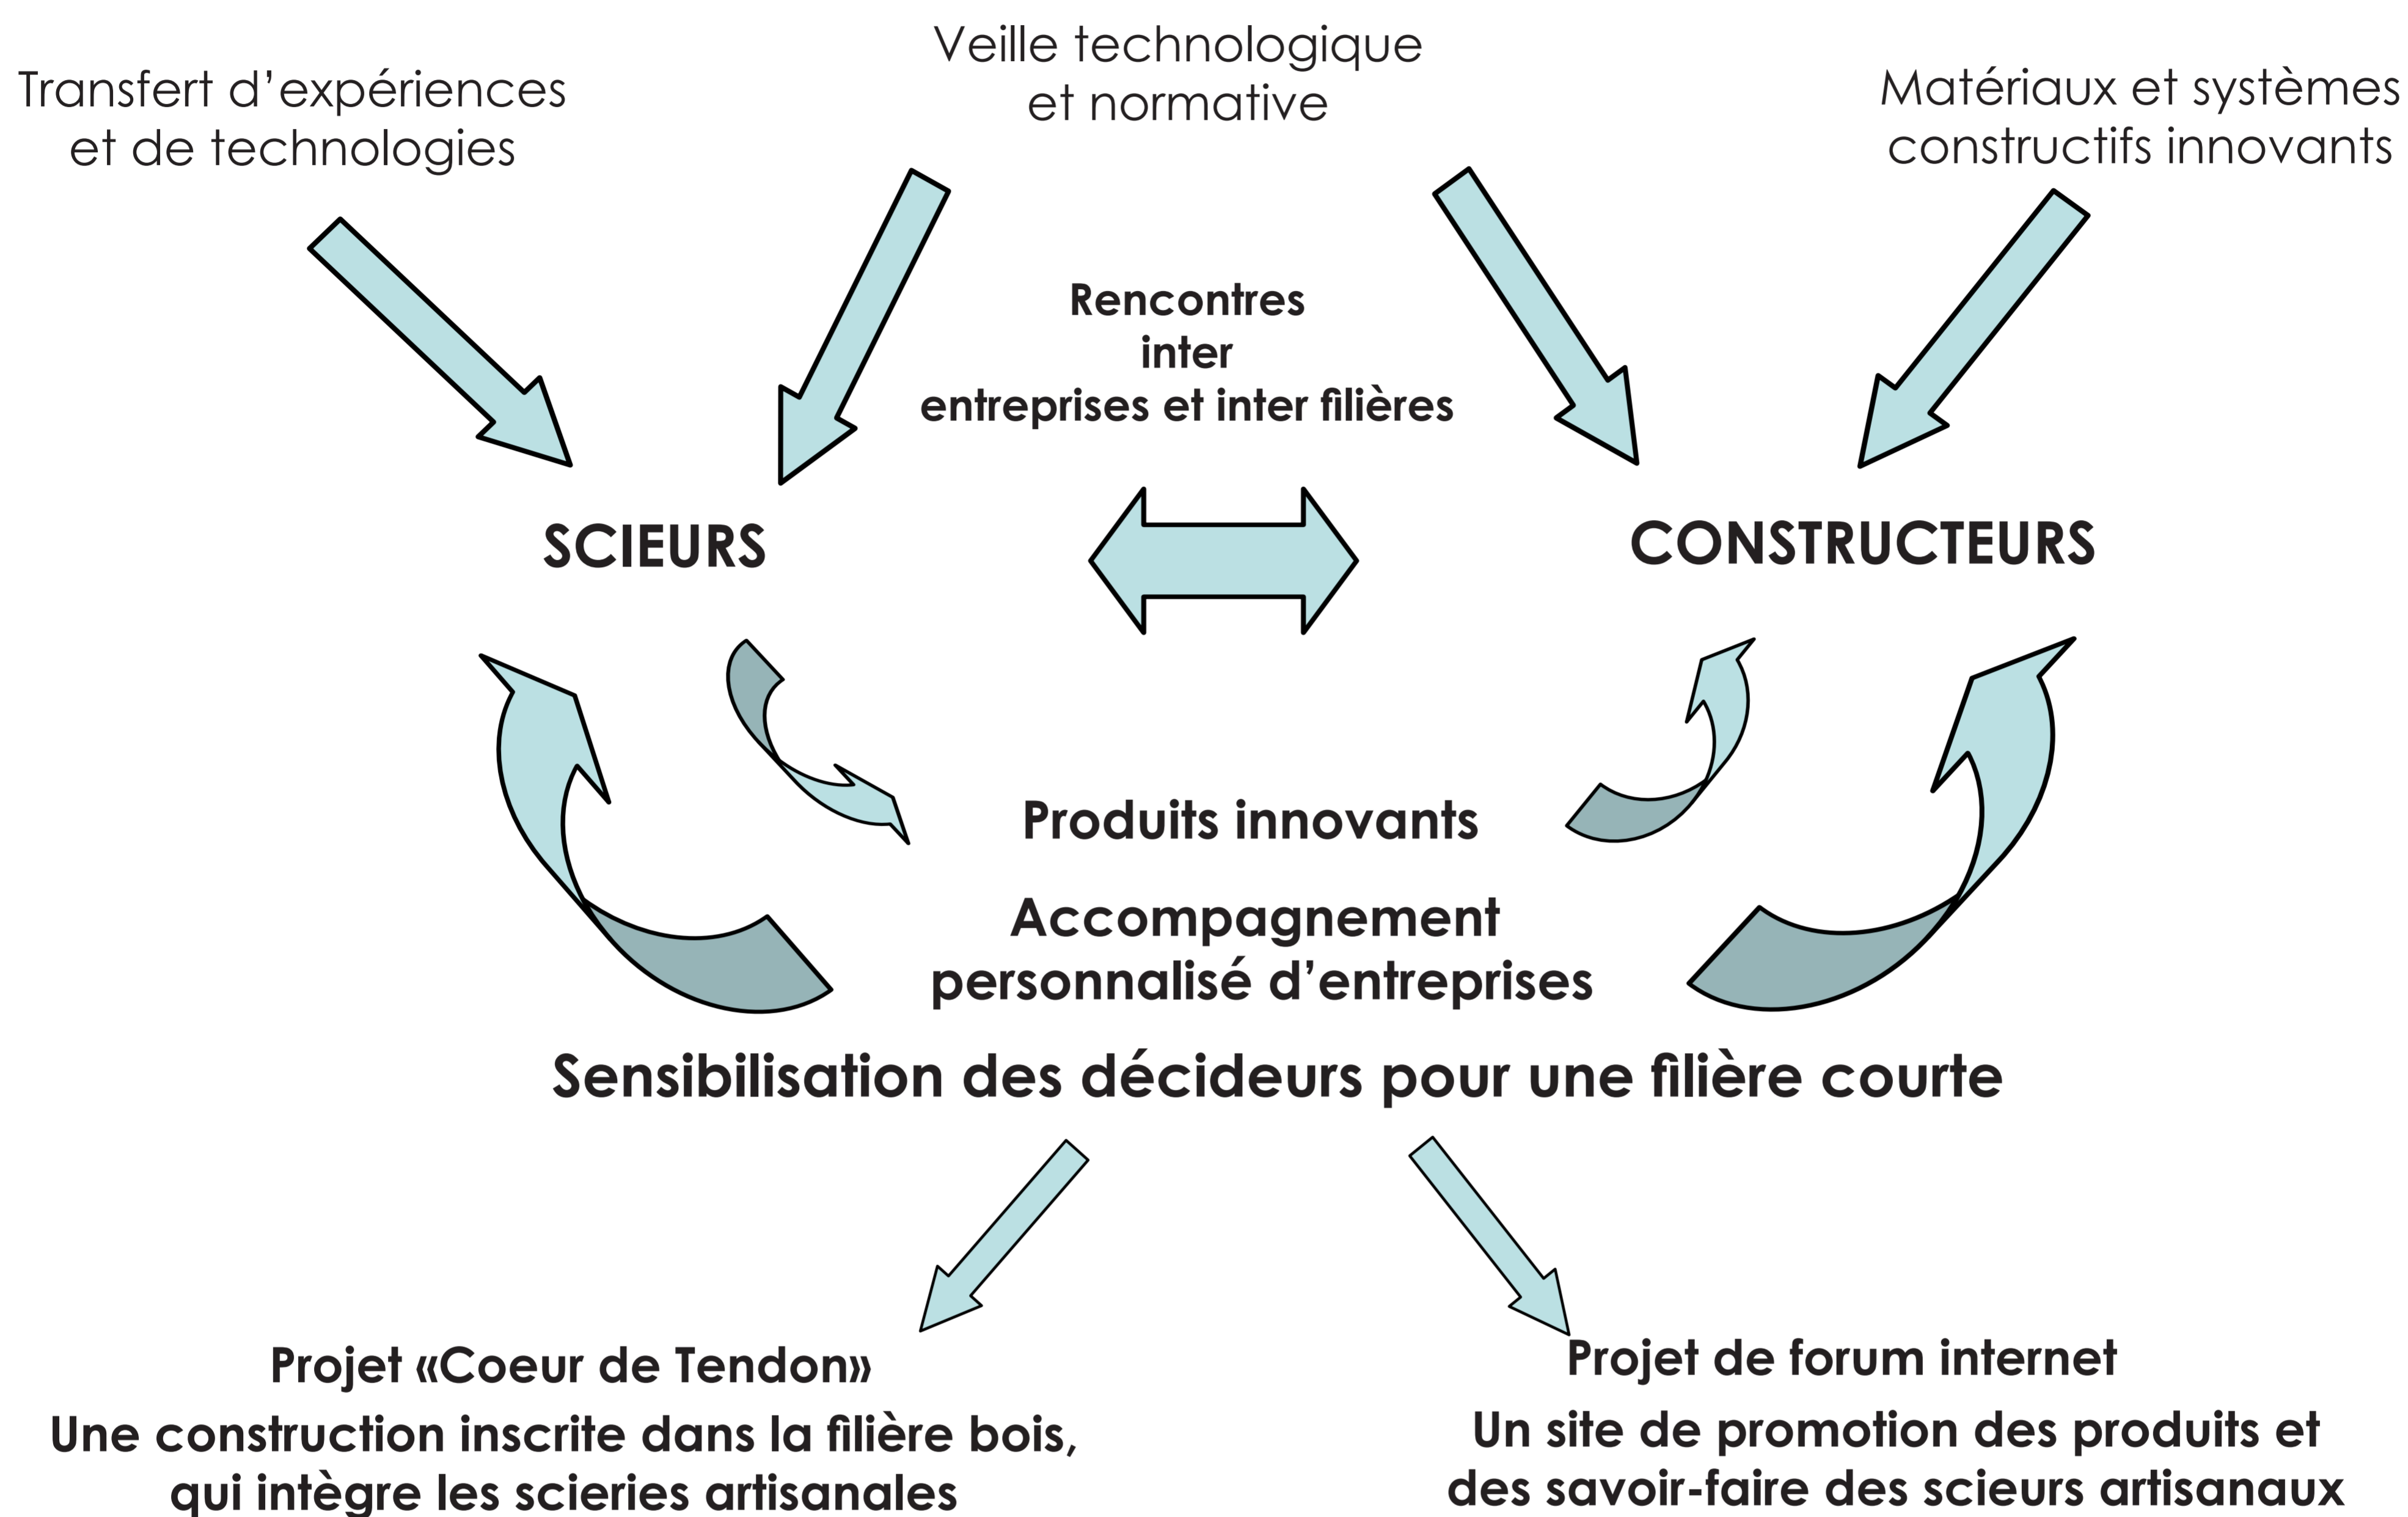 Transfert d'expériences
et de technologies
Veille technologique
et normative
Matériaux et systèmes
constructifs innovants
Rencontres
inter
entreprises et inter filières
SCIEURS
CONSTRUCTEURS
Produits innovants
Accompagnement
personnalisé d'entreprises
Sensibilisation des décideurs pour une filière courte
Projet «Coeur de Tendon»
Une construction inscrite dans la filière bois,
qui intègre les scieries artisanales
Projet de forum internet
Un site de promotion des produits et
des savoir-faire des scieurs artisanaux